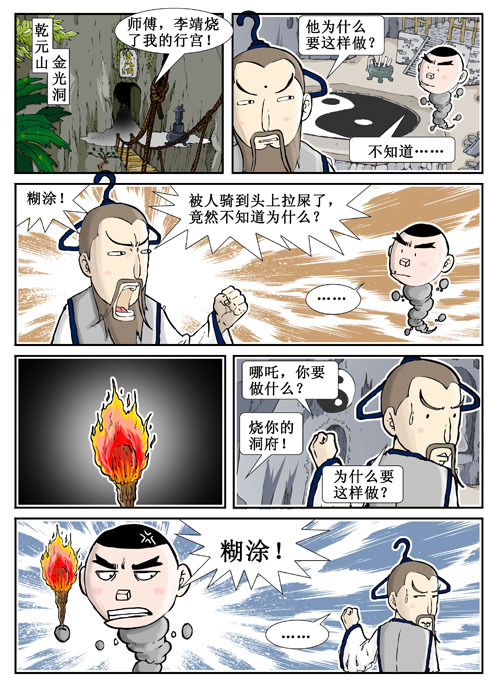 乾元山
金光洞
师傅，李靖烧
了我的行宫！
他为什么
要这样做？
不知道……
糊涂！
被人骑到头上拉屎了，
竟然不知道为什么？
……
哪吒，你要
做什么？
烧你的
洞府！
为什么要
这样做？
糊涂！
……